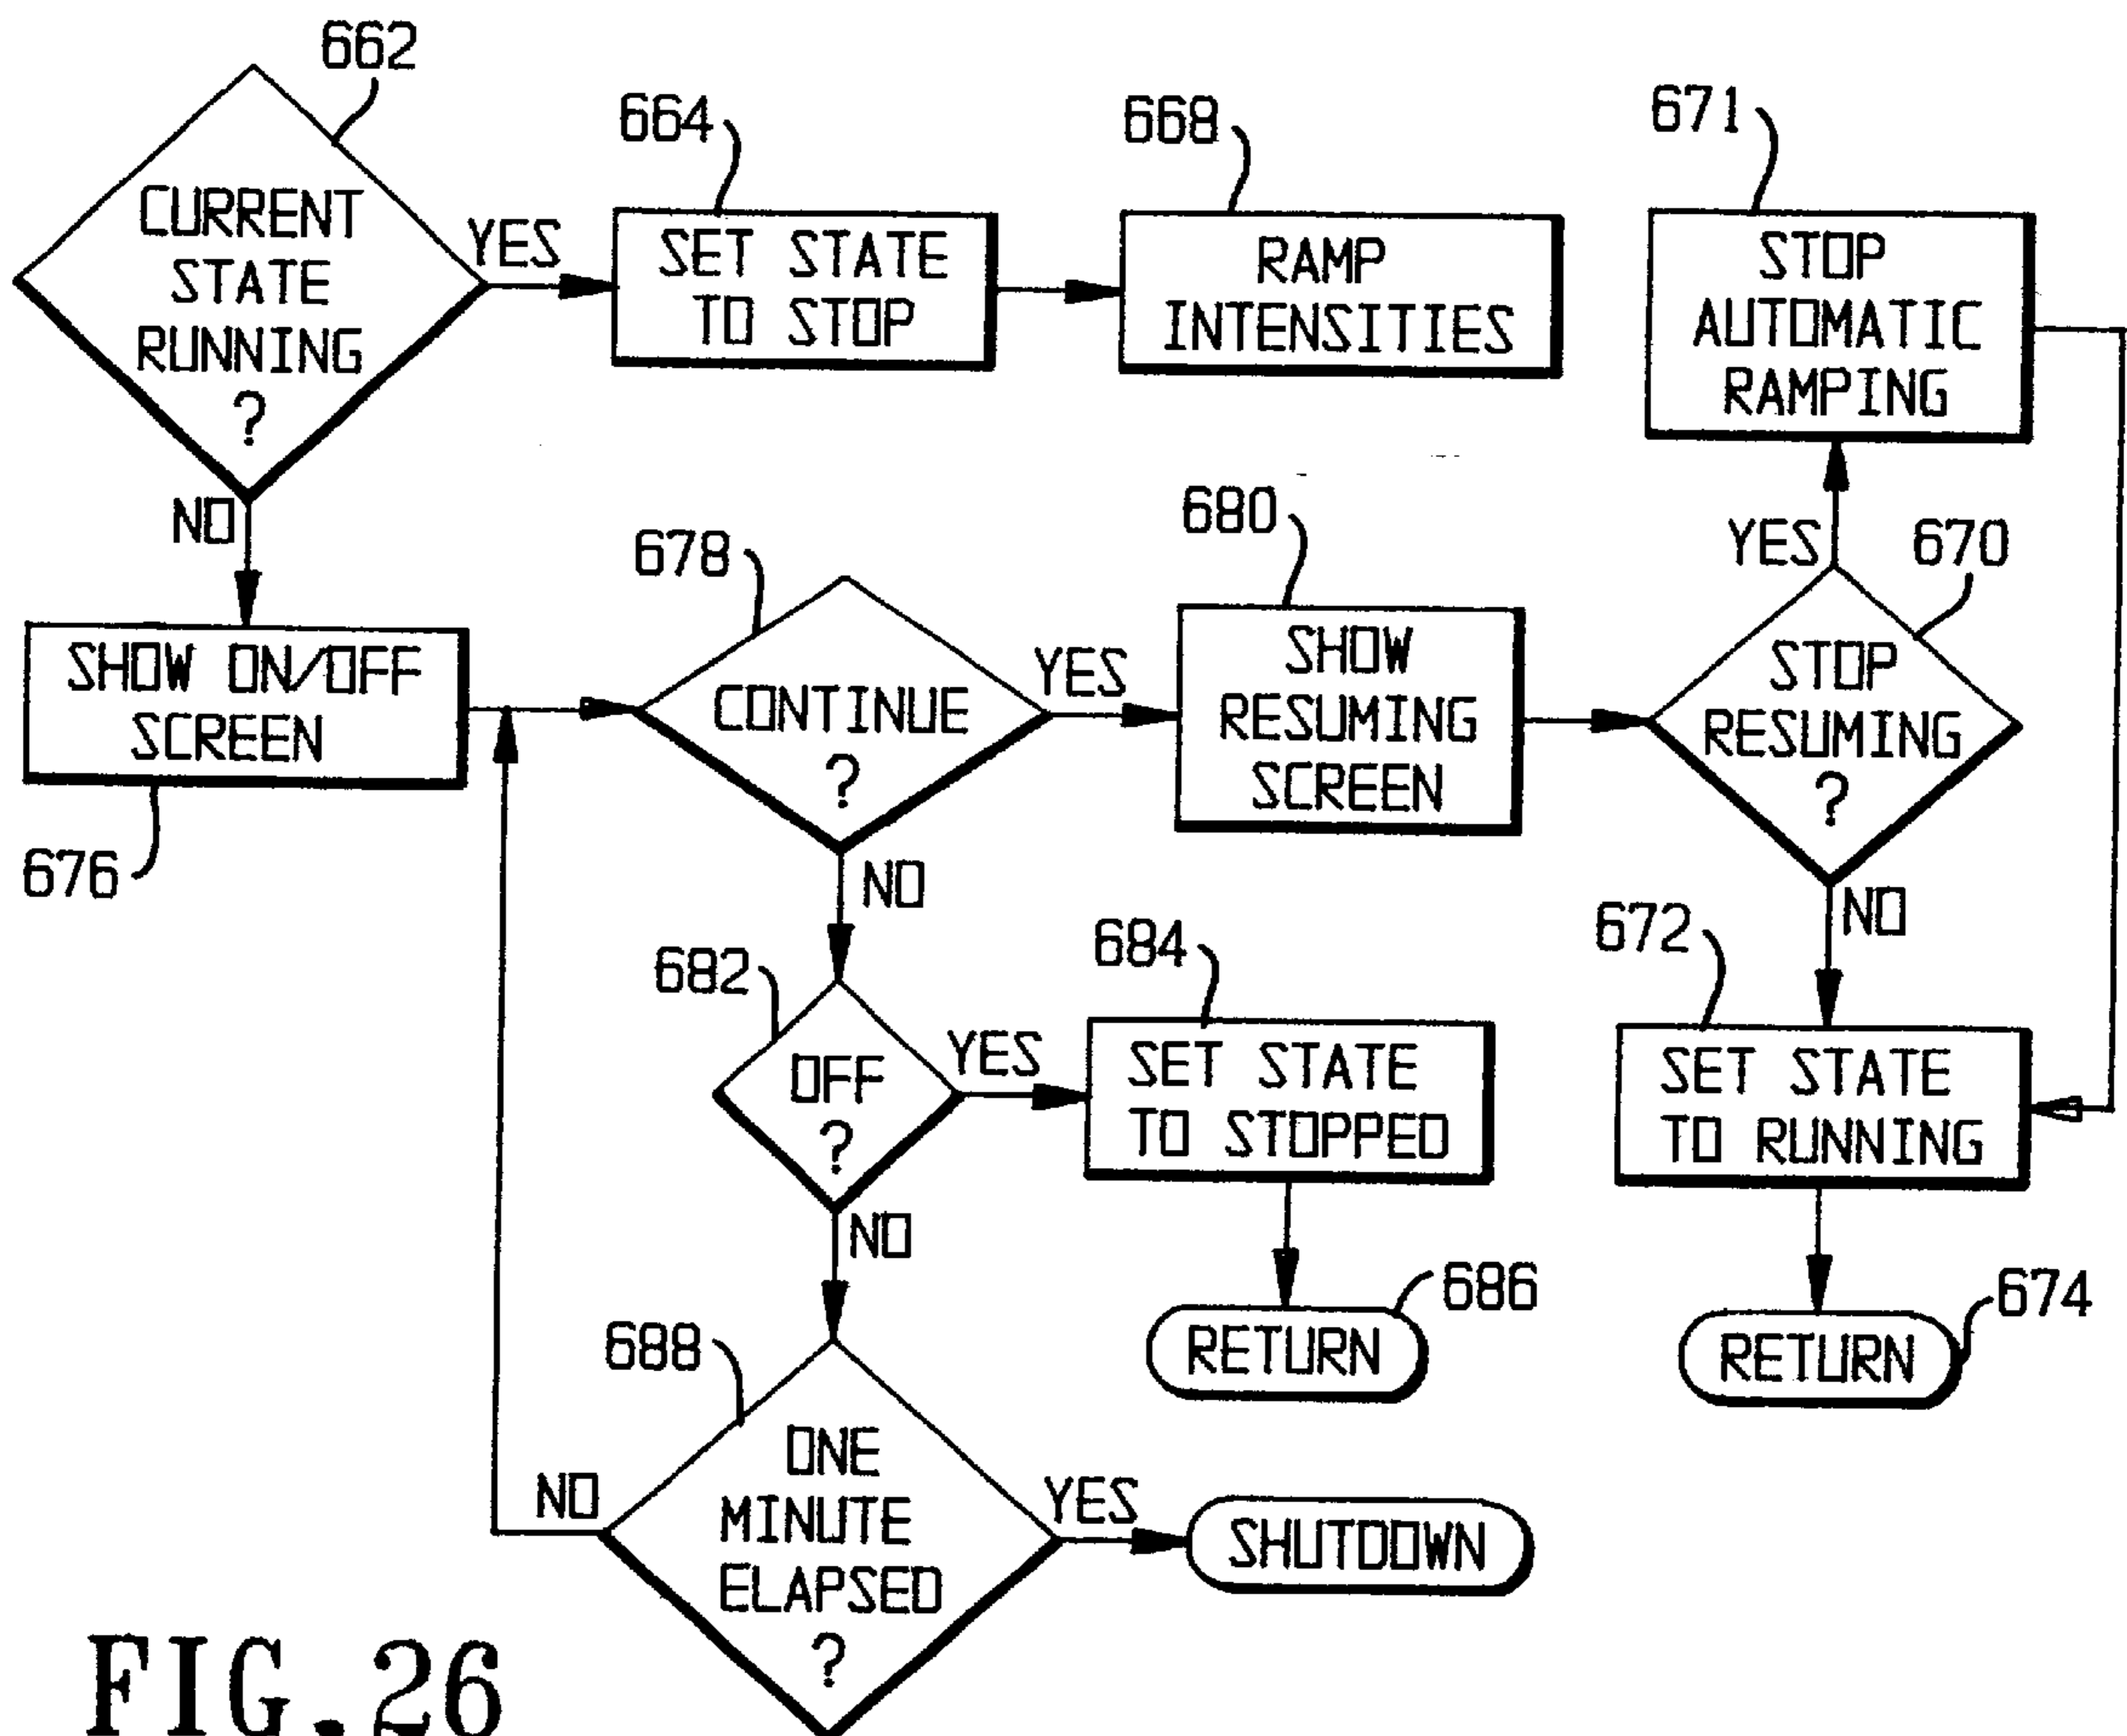 662
CURRENT
STATE
RUNNING
?
YES
NO
664
SET STATE
TO STOP
668
RAMP
INTENSITIES
671
STOP
AUTOMATIC
RAMPING
676
SHOW ON/OFF
SCREEN
678
CONTINUE
?
YES
NO
680
SHOW
RESUMING
SCREEN
670
STOP
RESUMING
?
YES
NO
682
OFF
?
YES
NO
684
SET STATE
TO STOPPED
686
RETURN
672
SET STATE
TO RUNNING
674
RETURN
688
ONE
MINUTE
ELAPSED
?
NO
YES
SHUTDOWN
FIG.26